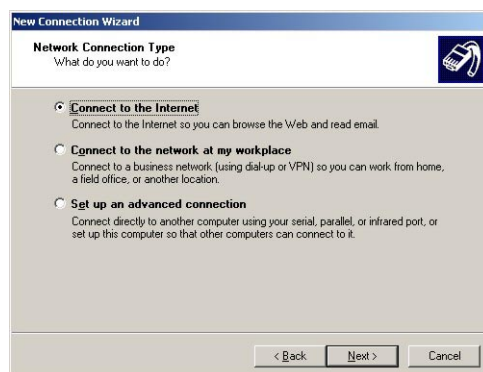 New Connection Wizard
Network Connection Type
What do you want to do?
Connect to the Internet
Connect to the Internet so you can browse the Web and read email.
Connect to the network at my workplace
Connect to a business network (using dial-up or VPN) so you can work from home,
a field office, or another location.
Set up an advanced connection
Connect directly to another computer using your serial, parallel, or infrared port, or
set up this computer so that other computers can connect to it.
< Back
Next >
Cancel